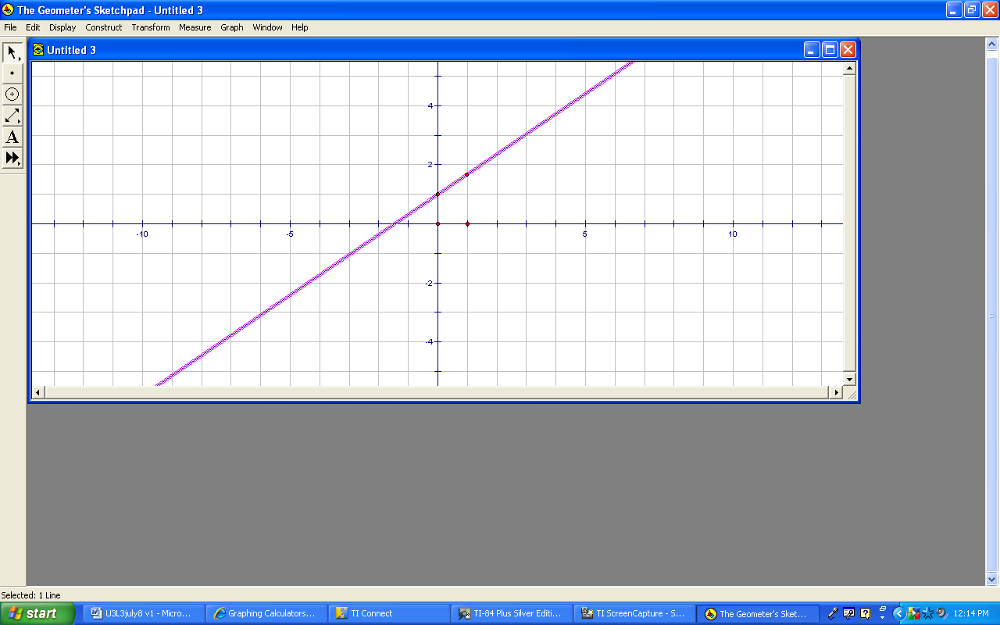 The Geometer's Sketchpad - Untitled 3
File Edit Display Construct Transform Measure Graph Window Help
Untitled 3
A
4
2
-10 -5 5 10
-2
-4
Selected: 1 Line
start U3L3july8 v1 - Micro... Graphing Calculators... TI Connect TI-84 Plus Silver Editi... TI ScreenCapture - S... The Geometer's Sket... 12:14 PM